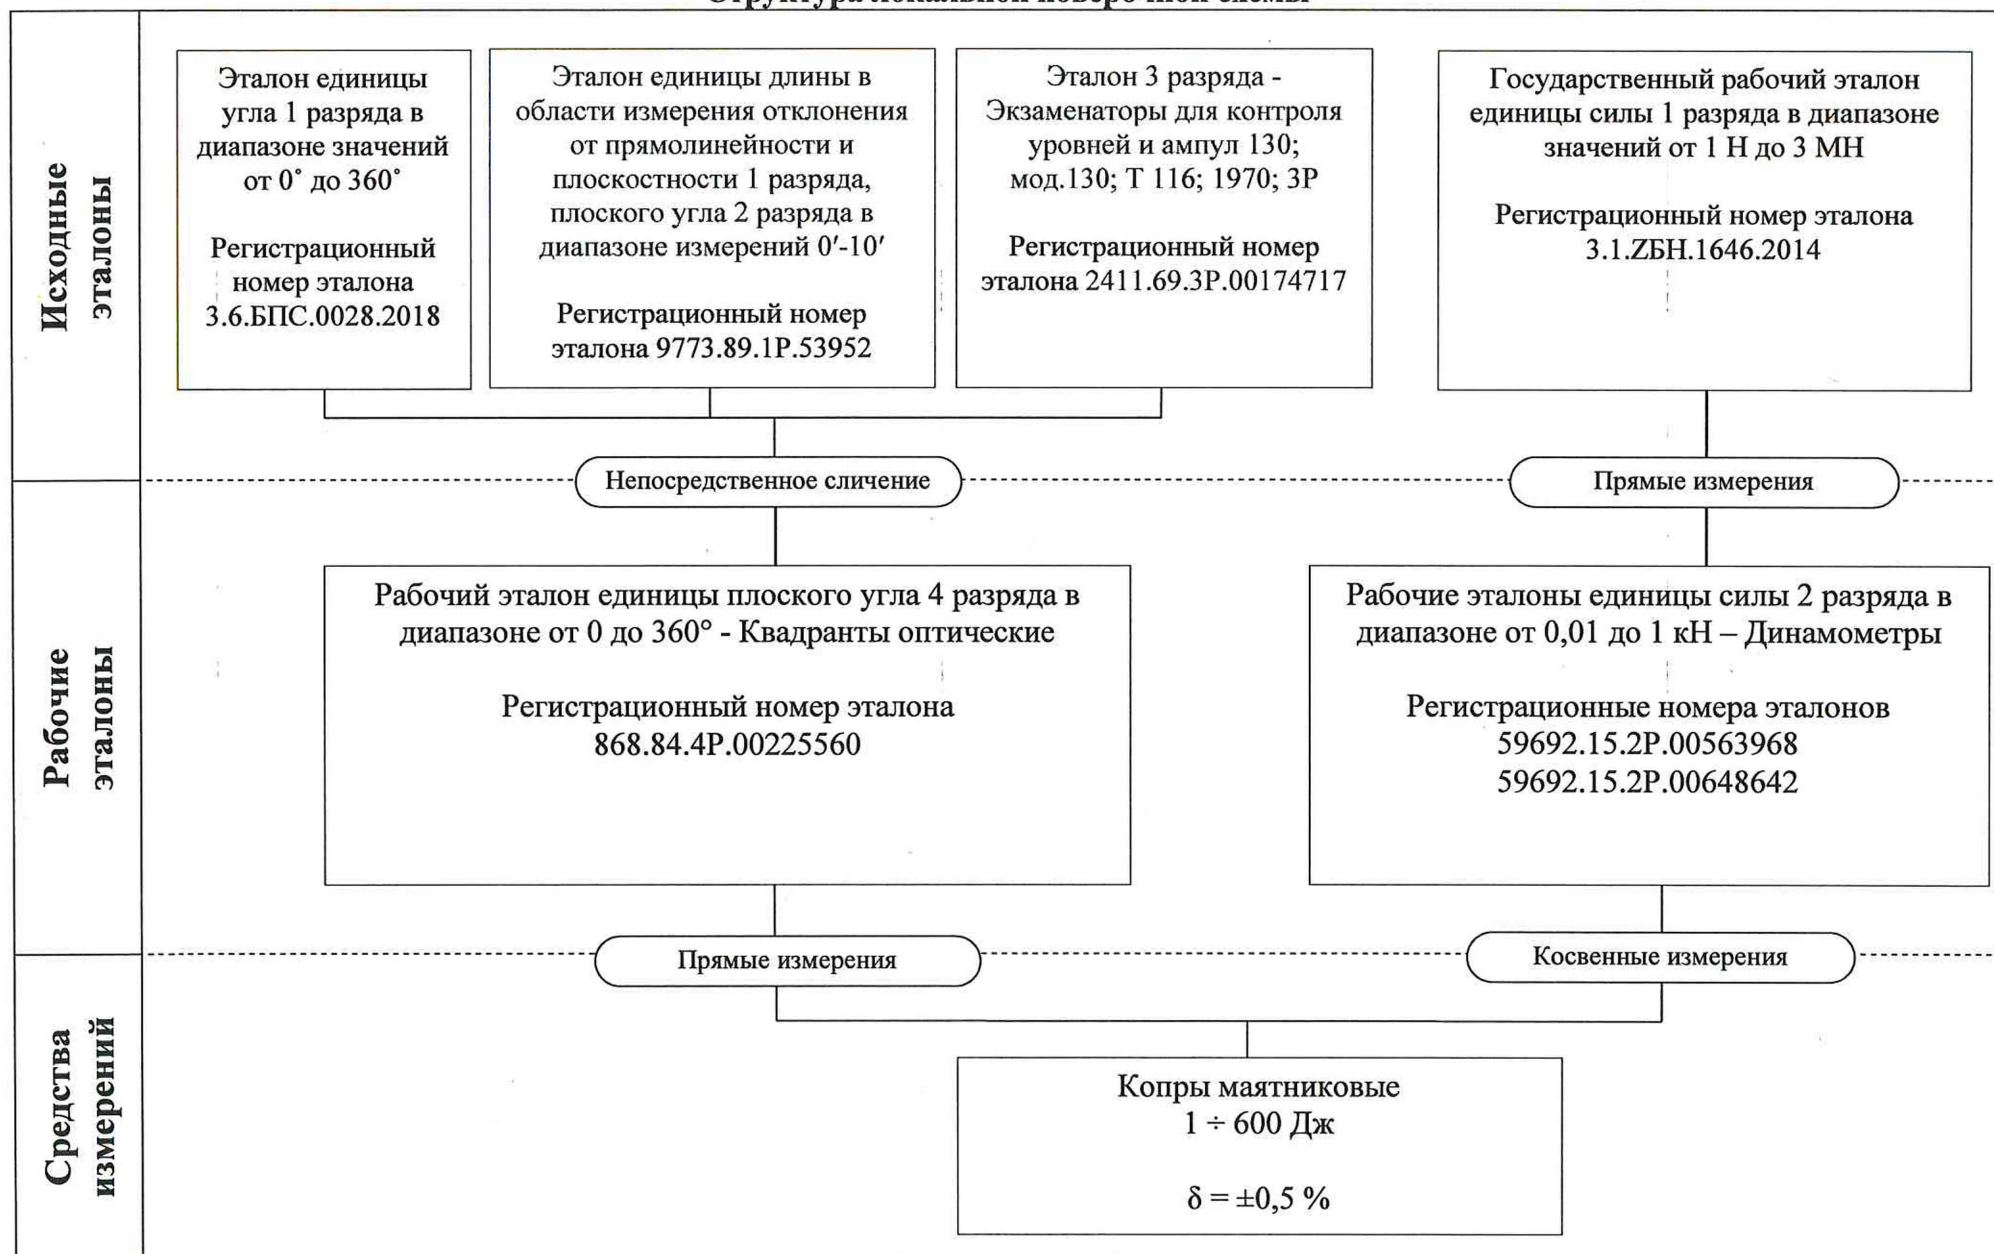 Структура локальной поверочной схемы
Исходные
эталоны
Эталон единицы
угла 1 разряда в
диапазоне значений
от 0˚ до 360˚
Регистрационный
номер эталона
3.6.БПС.0028.2018
Эталон единицы длины в
области измерения отклонения
от прямолинейности и
плоскостности 1 разряда,
плоского угла 2 разряда в
диапазоне измерений 0′-10′
Регистрационный номер
эталона 9773.89.1Р.53952
Эталон 3 разряда -
Экзаменаторы для контроля
уровней и ампул 130;
мод.130; Т 116; 1970; 3Р
Регистрационный номер
эталона 2411.69.3Р.00174717
Государственный рабочий эталон
единицы силы 1 разряда в диапазоне
значений от 1 Н до 3 МН
Регистрационный номер эталона
3.1.ZБН.1646.2014
Непосредственное сличение
Прямые измерения
Рабочие
эталоны
Рабочий эталон единицы плоского угла 4 разряда в
диапазоне от 0 до 360° - Квадранты оптические
Регистрационный номер эталона
868.84.4Р.00225560
Рабочие эталоны единицы силы 2 разряда в
диапазоне от 0,01 до 1 кН – Динамометры
Регистрационные номера эталонов
59692.15.2Р.00563968
59692.15.2Р.00648642
Прямые измерения
Косвенные измерения
Средства
измерений
Копры маятниковые
1 ÷ 600 Дж
δ = ±0,5 %